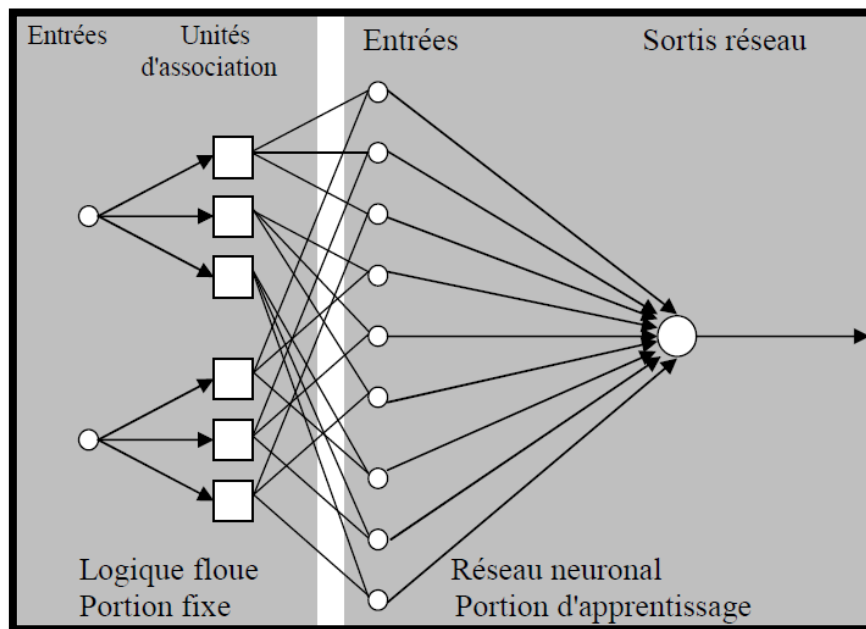 Entrées
Unités
d'association
Entrées
Sortis réseau
Logique floue
Portion fixe
Réseau neuronal
Portion d'apprentissage